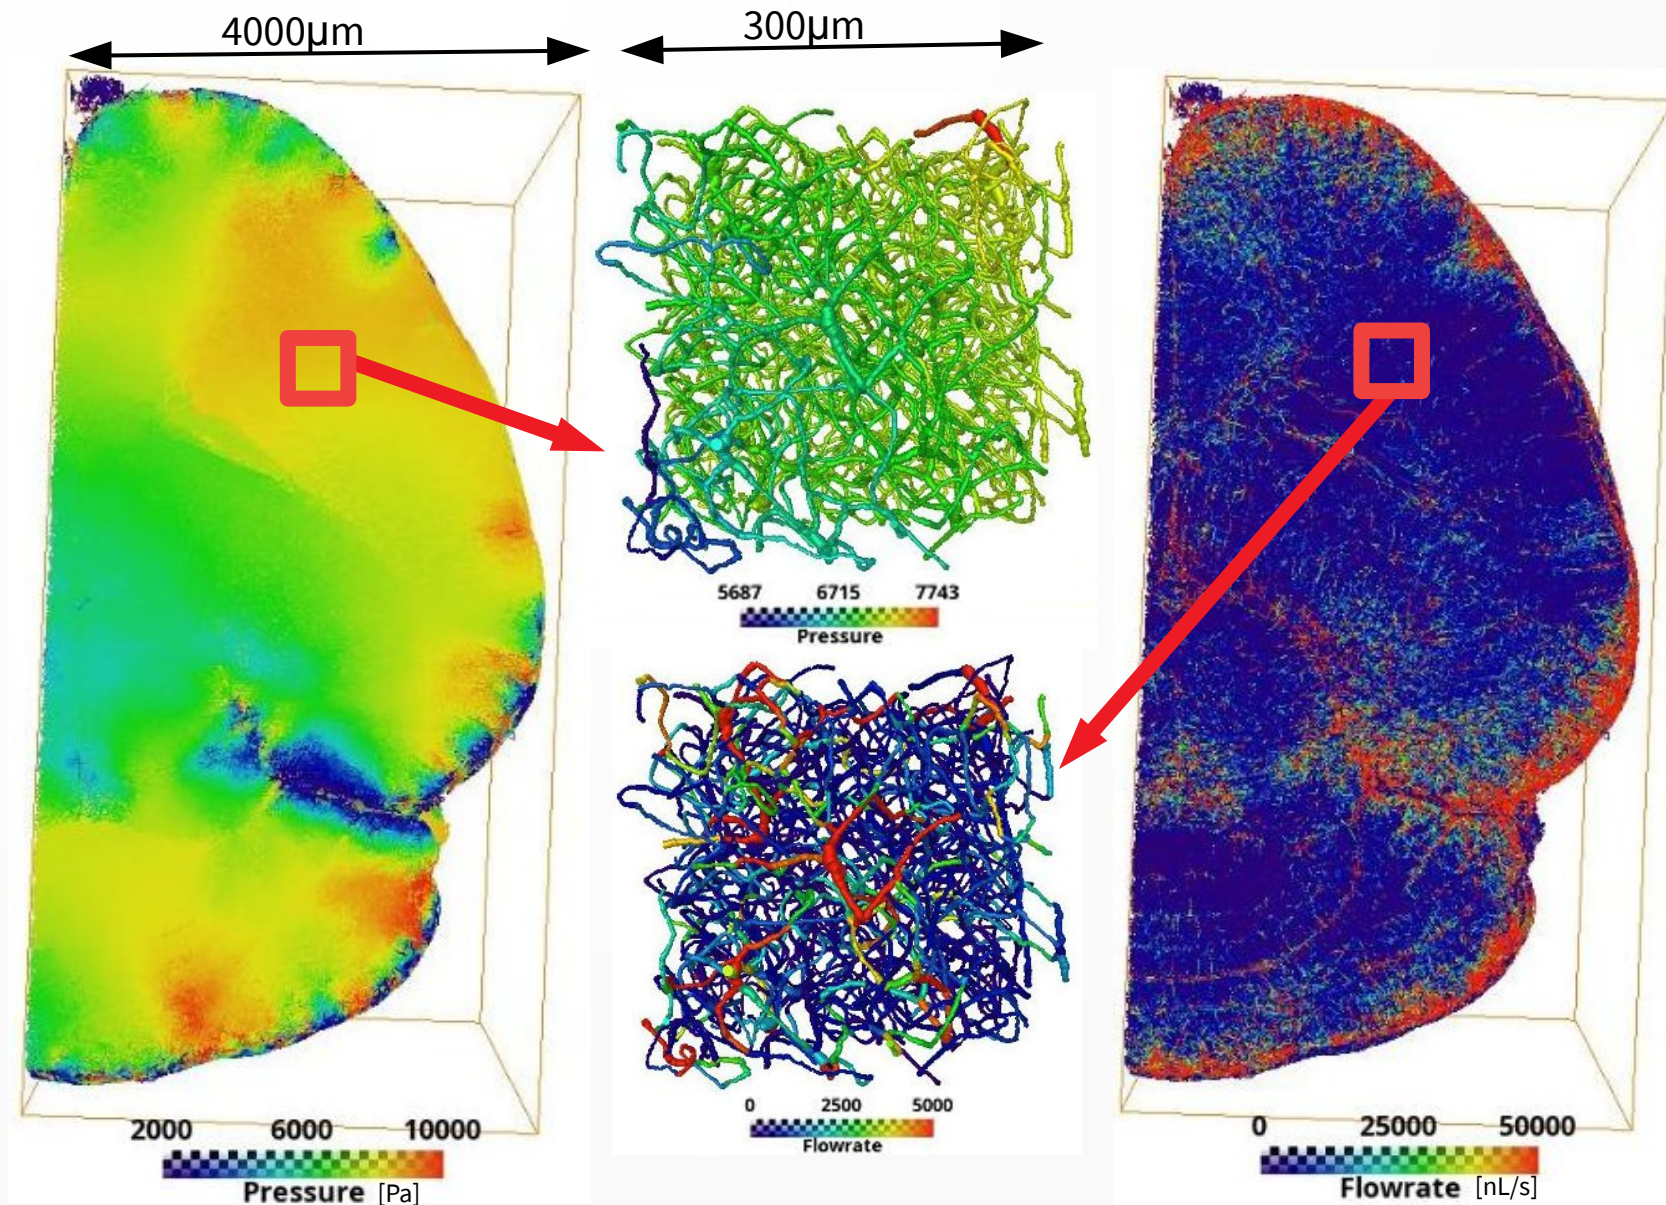 4000µm
300µm
5687 6715 7743
Pressure
0 2500 5000
Flowrate
2000 6000 10000
Pressure [Pa]
0 25000 50000
Flowrate [nL/s]